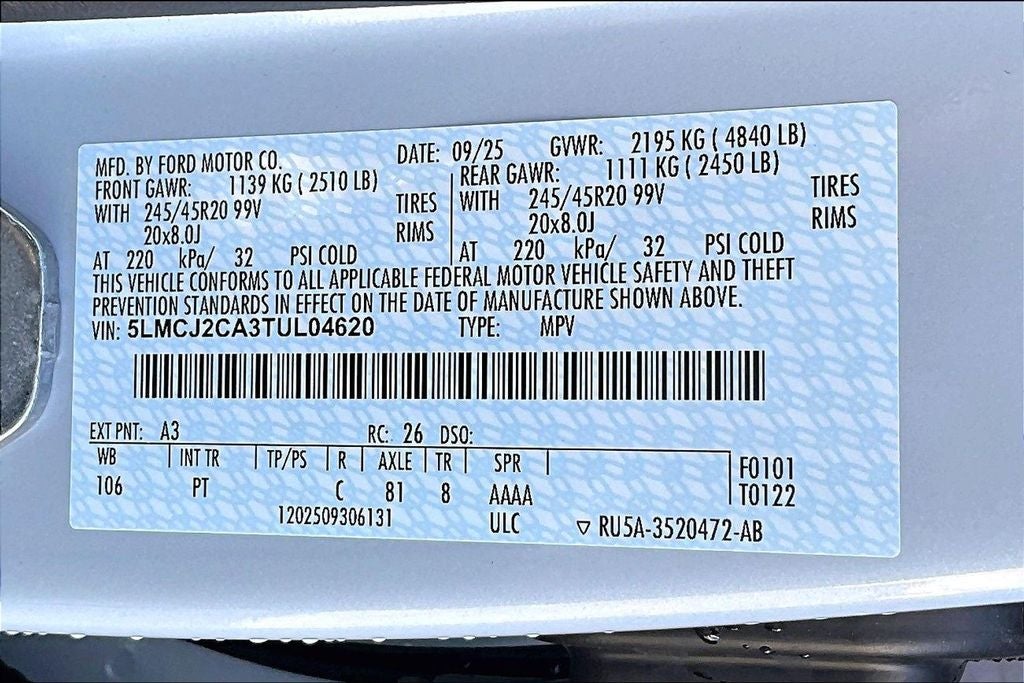 MFD. BY FORD MOTOR CO. DATE: 09/25 GVWR: 2195 KG ( 4840 LB)
FRONT GAWR: 1139 KG ( 2510 LB) REAR GAWR: 1111 KG ( 2450 LB)
WITH 245/45R20 99V TIRES WITH 245/45R20 99V TIRES
20x8.0J RIMS 20x8.0J RIMS
AT 220 kPa/ 32 PSI COLD AT 220 kPa/ 32 PSI COLD
THIS VEHICLE CONFORMS TO ALL APPLICABLE FEDERAL MOTOR VEHICLE SAFETY AND THEFT
PREVENTION STANDARDS IN EFFECT ON THE DATE OF MANUFACTURE SHOWN ABOVE.
VIN: 5LMCJ2CA3TUL04620 TYPE: MPV
EXT PNT: A3 RC: 26 DSO:
WB INT TR TP/PS R AXLE TR SPR F0101
106 PT C 81 8 AAAA T0122
1202509306131 ULC ▽ RU5A-3520472-AB